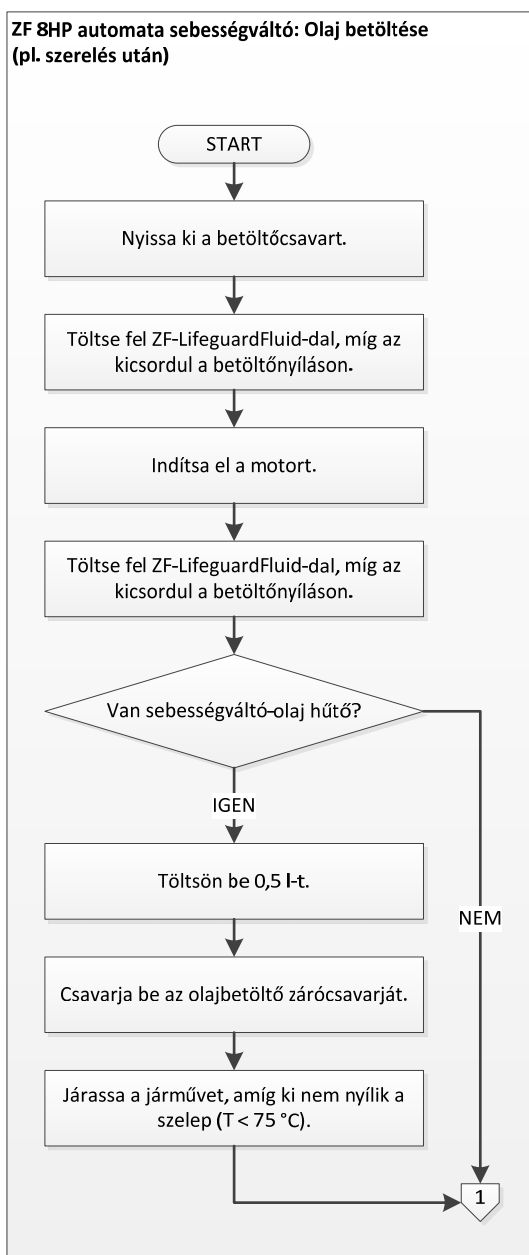 ZF 8HP automata sebességváltó: Olaj betöltése
(pl. szerelés után)
START
Nyissa ki a betöltőcsavart.
Töltse fel ZF-LifeguardFluid-dal, míg az
kicsordul a betöltőnyíláson.
Indítsa el a motort.
Töltse fel ZF-LifeguardFluid-dal, míg az
kicsordul a betöltőnyíláson.
Van sebességváltó-olaj hűtő?
IGEN
Töltsön be 0,5 l-t.
NEM
Csavarja be az olajbetöltő zárócsavarját.
Járassa a járművet, amíg ki nem nyílik a
szelep (T < 75 °C).
1